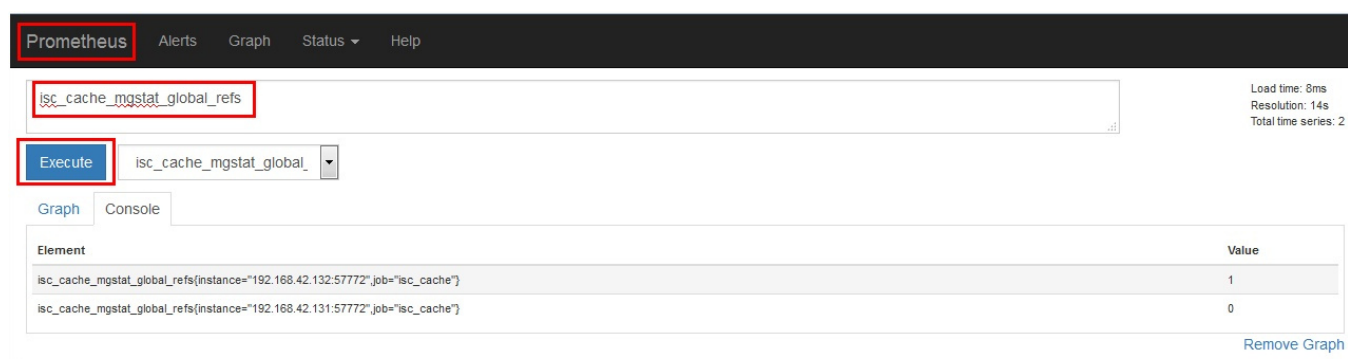 Prometheus Alerts Graph Status Help
isc_cache_mgstat_global_refs
Load time: 8ms
Resolution: 14s
Total time series: 2
Execute isc_cache_mgstat_global_
Graph Console
Element Value
isc_cache_mgstat_global_refs{instance="192.168.42.132:57772",job="isc_cache"} 1
isc_cache_mgstat_global_refs{instance="192.168.42.131:57772",job="isc_cache"} 0
Remove Graph